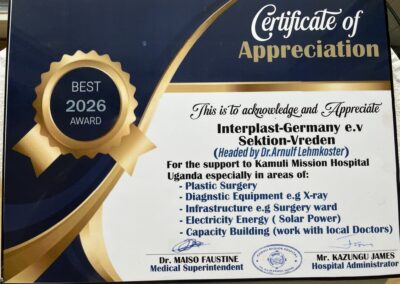 Certificate of
Appreciation
BEST
2026
AWARD
This is to acknowledge and Appreciate
Interplast-Germany e.v
Sektion-Vreden
(Headed by Dr.Arnulf Lehmkoster)
For the support to Kamuli Mission Hospital
Uganda especially in areas of:
- Plastic Surgery
- Diagnstic Equipment e.g X-ray
- Infrastructure e.g Surgery ward
- Electricity Energy ( Solar Power)
- Capacity Building (work with local Doctors)
Dr. MAISO FAUSTINE
Medical Superintendent
Mr. KAZUNGU JAMES
Hospital Administrator